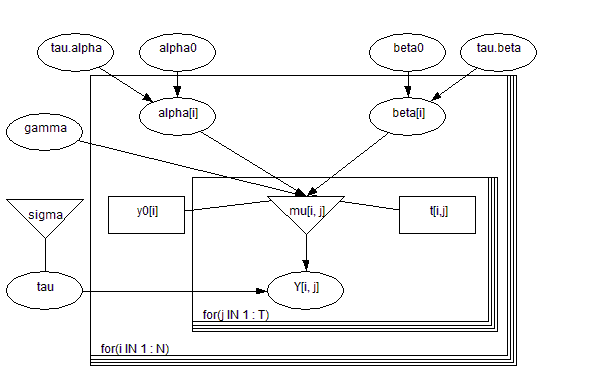 tau.alpha
alpha0
beta0
tau.beta
alpha[i]
beta[i]
gamma
y0[i]
mu[i, j]
t[i,j]
sigma
tau
Y[i, j]
for(j IN 1 : T)
for(i IN 1 : N)